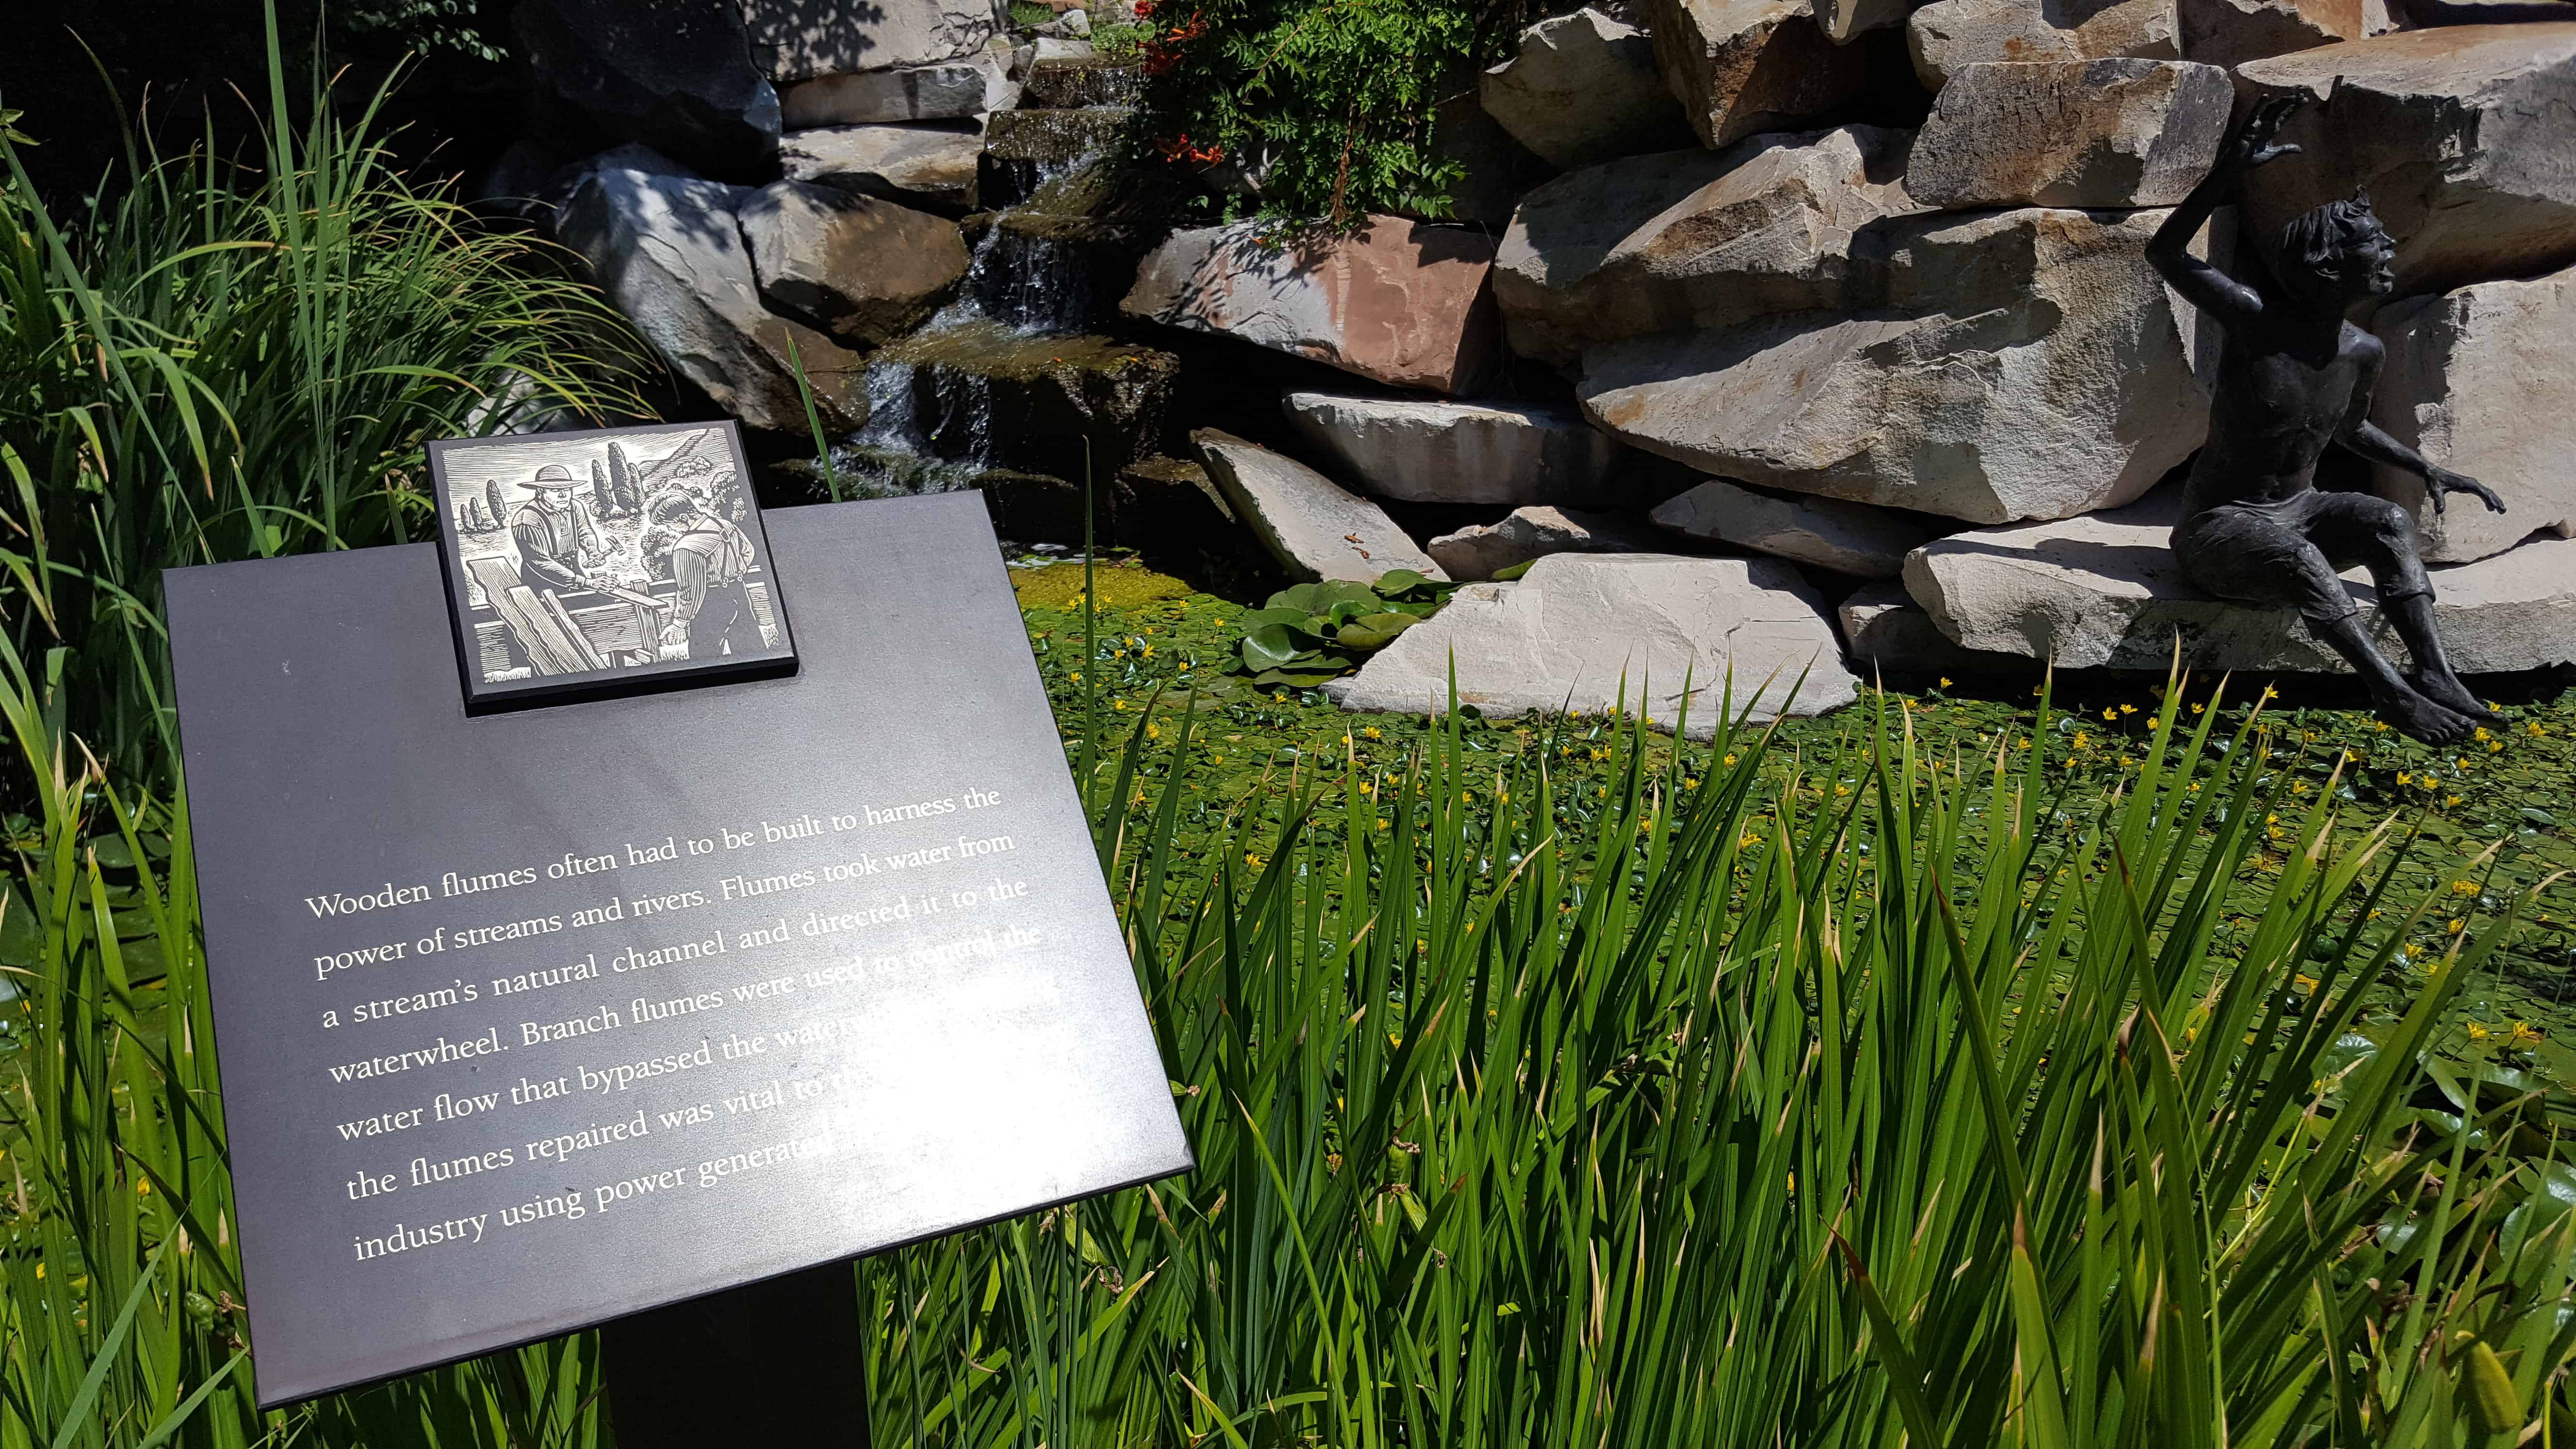 Wooden flumes often had to be built to harness the
power of streams and rivers. Flumes took water from
a stream's natural channel and directed it to the
waterwheel. Branch flumes were used to control the
water flow that bypassed the
the flumes repaired was vital to
industry using power generated